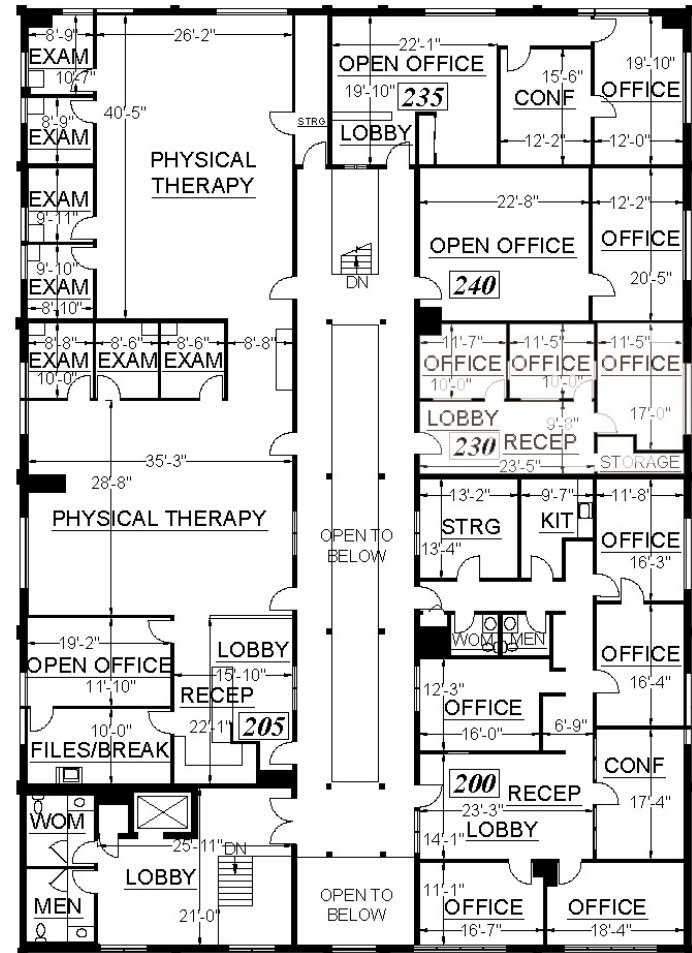 8'-9"
EXAM
10'-7"
26'-2"
40'-5"
8'-9"
EXAM
PHYSICAL
THERAPY
EXAM
9'-11"
9'-10"
EXAM
8'-10"
STRG
22'-1"
OPEN OFFICE
19'-10"
235
LOBBY
15'-6"
CONF
12'-2"
19'-10"
OFFICE
12'-0"
DN
22'-8"
OPEN OFFICE
240
12'-2"
OFFICE
20'-5"
8'-8"
EXAM
10'-0"
8'-6"
EXAM
8'-6"
EXAM
8'-8"
11'-7"
OFFICE
10'-0"
11'-5"
OFFICE
10'-0"
11'-5"
OFFICE
17'-0"
LOBBY
9'-8"
230
RECEP
23'-5"
STORAGE
35'-3"
28'-8"
PHYSICAL THERAPY
OPEN TO
BELOW
13'-2"
STRG
13'-4"
9'-7"
KIT
11'-8"
OFFICE
16'-3"
19'-2"
OPEN OFFICE
11'-10"
LOBBY
15'-10"
RECEP
22'-1"
205
10'-0"
FILES/BREAK
WOM
MEN
12'-3"
OFFICE
16'-0"
6'-9"
OFFICE
16'-4"
200
RECEP
23'-3"
LOBBY
14'-1"
CONF
17'-4"
WOM
MEN
25'-11"
DN
LOBBY
21'-0"
OPEN TO
BELOW
11'-1"
OFFICE
16'-7"
OFFICE
18'-4"